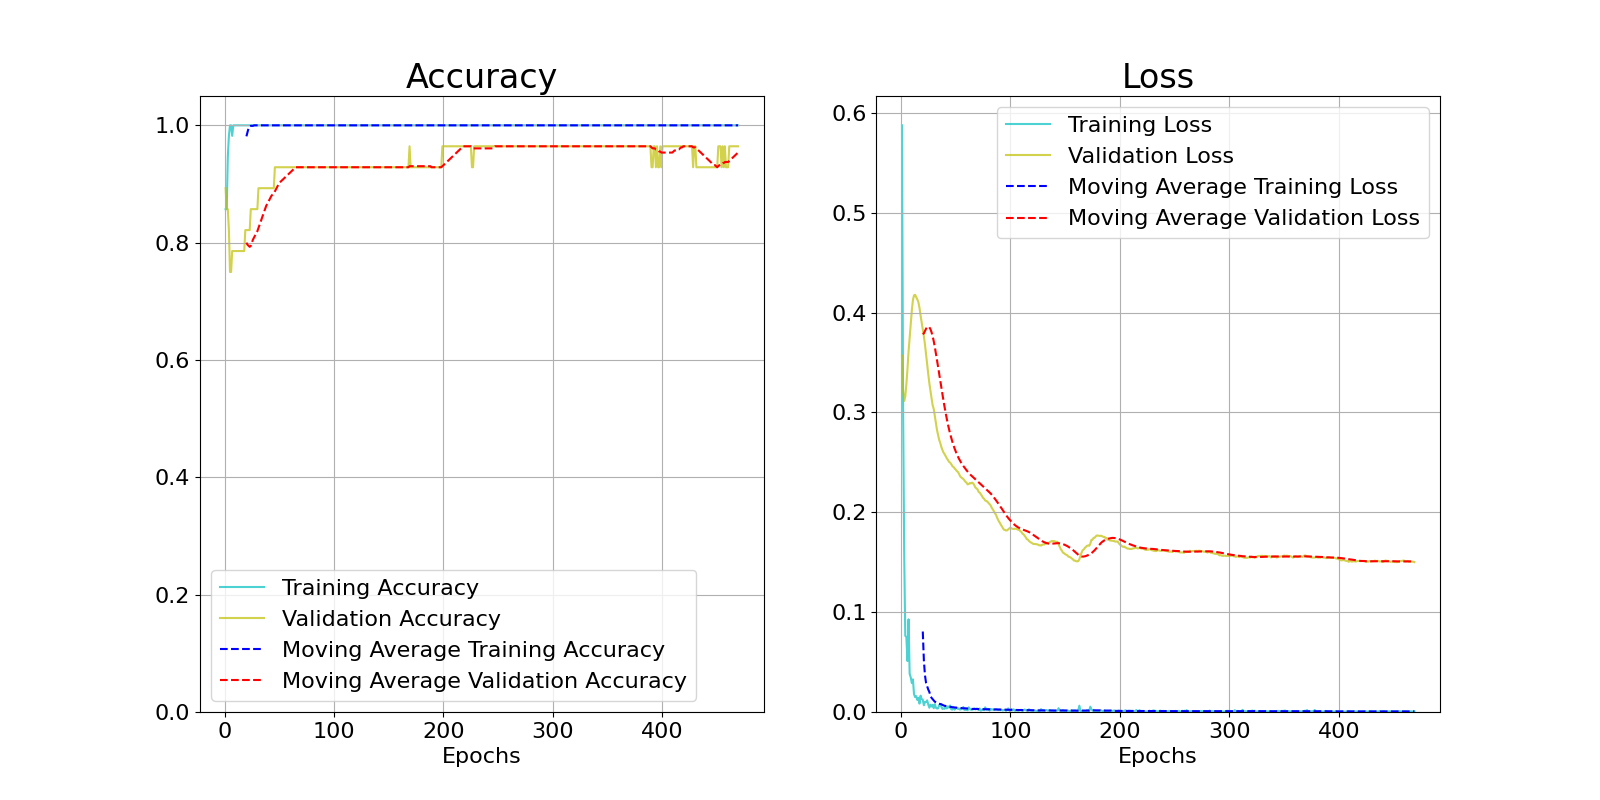 Accuracy
1.0
0.8
0.6
0.4
0.2
0.0
Training Accuracy
Validation Accuracy
Moving Average Training Accuracy
Moving Average Validation Accuracy
0 100 200 300 400
Epochs
Loss
0.6
0.5
0.4
0.3
0.2
0.1
0.0
Training Loss
Validation Loss
Moving Average Training Loss
Moving Average Validation Loss
0 100 200 300 400
Epochs